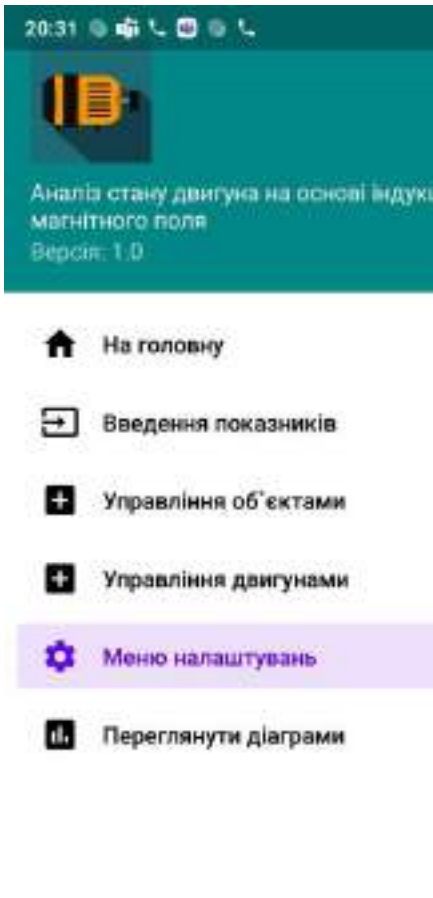 20:31
Аналіз стану двигуна на основі індукц
магнітного поля
Версія: 1.0
На головну
Введення показників
Управління об'єктами
Управління двигунами
Меню налаштувань
Переглянути діаграми